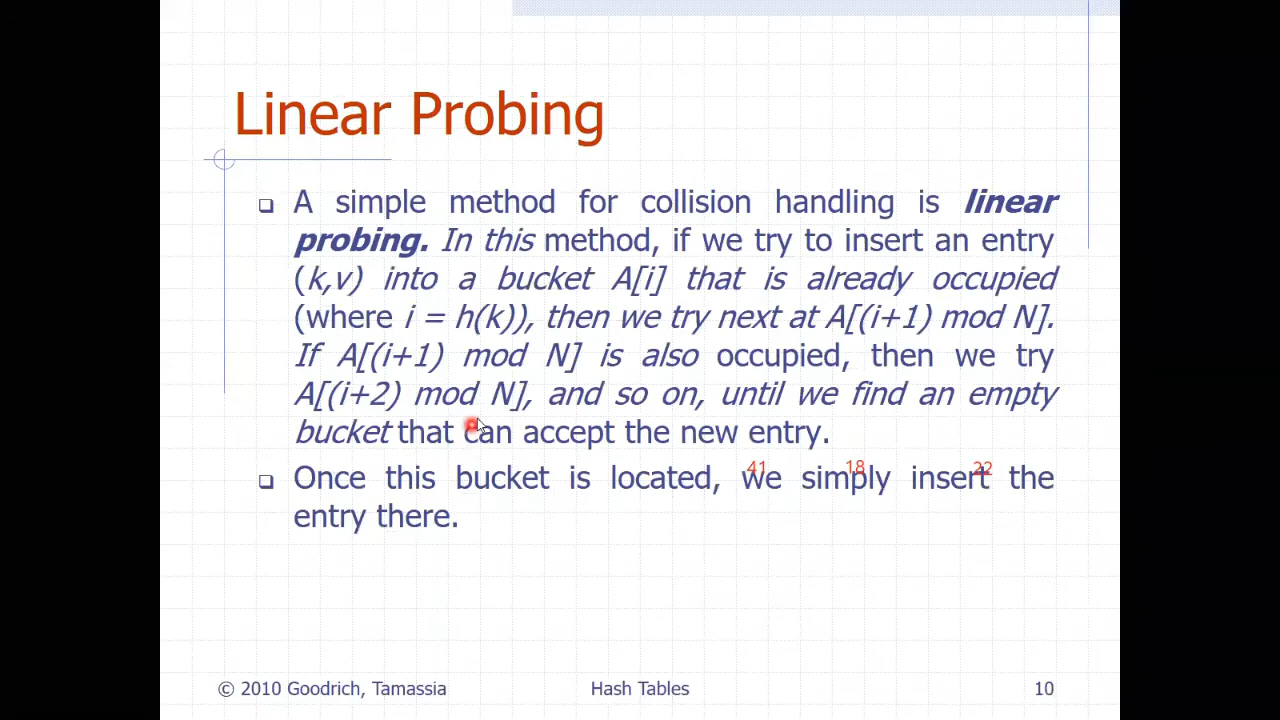 Linear Probing
A simple method for collision handling is linear
probing. In this method, if we try to insert an entry
(k,v) into a bucket A[i] that is already occupied
(where i = h(k)), then we try next at A[(i+1) mod N].
If A[(i+1) mod N] is also occupied, then we try
A[(i+2) mod N], and so on, until we find an empty
bucket that can accept the new entry.
41 18 22
Once this bucket is located, we simply insert the
entry there.
© 2010 Goodrich, Tamassia Hash Tables 10